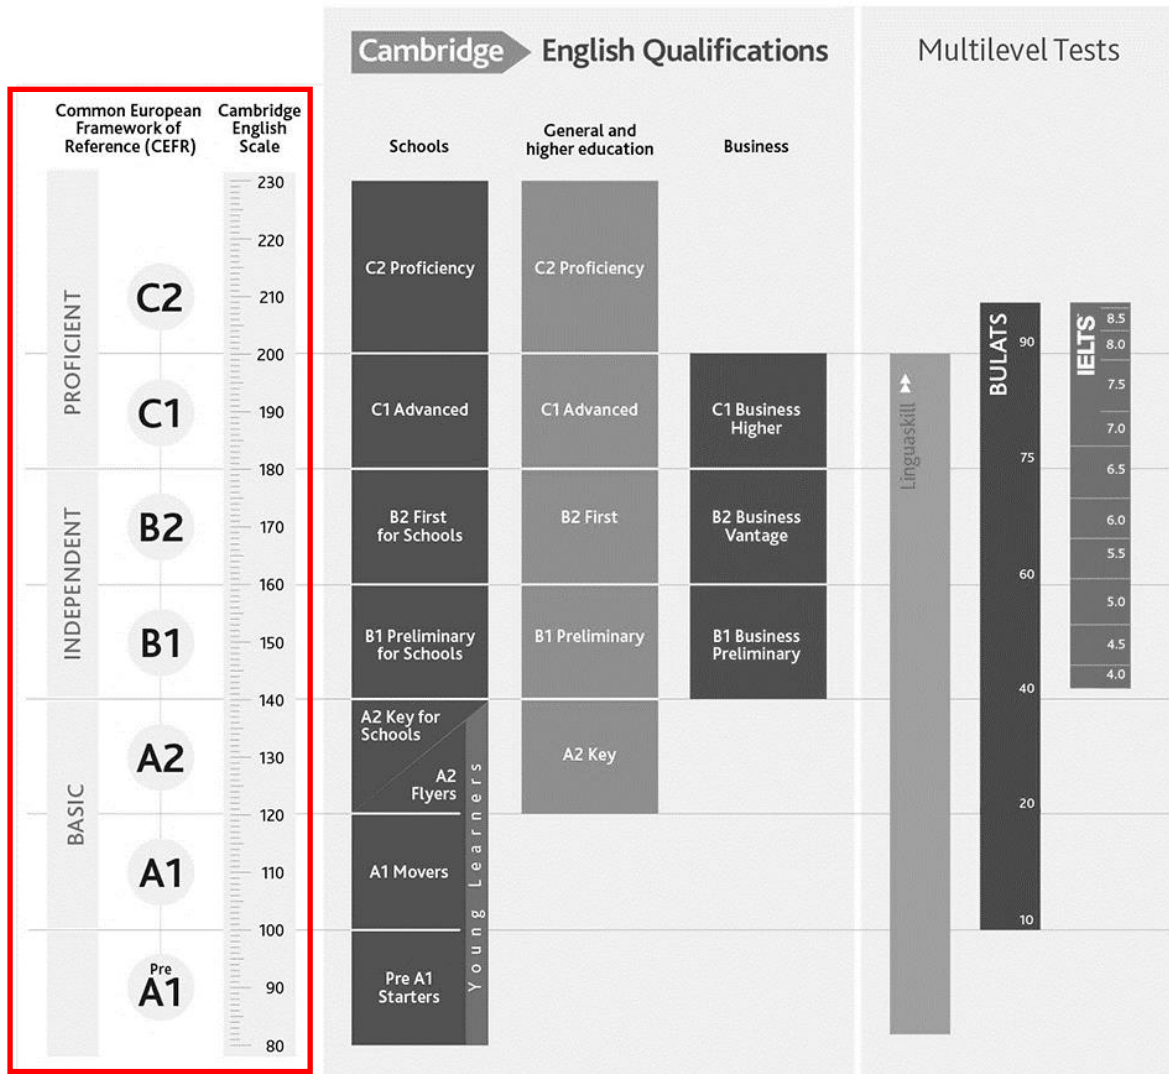 Cambridge English Qualifications
Multilevel Tests
Common European
Framework of
Reference (CEFR)
Cambridge
English
Scale
Schools
General and
higher education
Business
PROFICIENT
INDEPENDENT
BASIC
C2
C1
B2
B1
A2
A1
Pre
A1
230
220
210
200
190
180
170
160
150
140
130
120
110
100
90
80
C2 Proficiency
C1 Advanced
B2 First
for Schools
B1 Preliminary
for Schools
A2 Key for
Schools
A2
Flyers
A1 Movers
Pre A1
Starters
Young Learners
C2 Proficiency
C1 Advanced
B2 First
B1 Preliminary
A2 Key
C1 Business
Higher
B2 Business
Vantage
B1 Business
Preliminary
Linguaskill
BULATS
90
75
60
40
20
10
IELTS
8.5
8.0
7.5
7.0
6.5
6.0
5.5
5.0
4.5
4.0